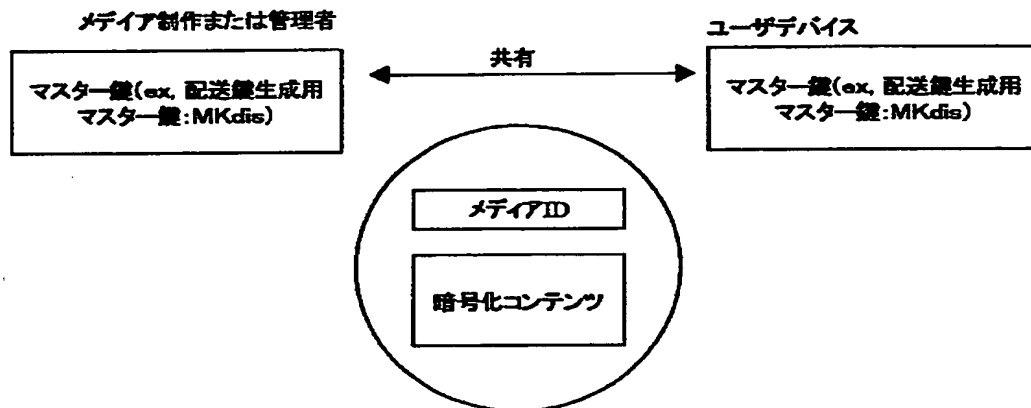 メデイア制作または管理者
ユーザデバイス
共有
マスター鍵(ex, 配送鍵生成用
マスター鍵:MKdis)
マスター鍵(ex, 配送鍵生成用
マスター鍵:MKdis)
メディアID
暗号化コンテンツ